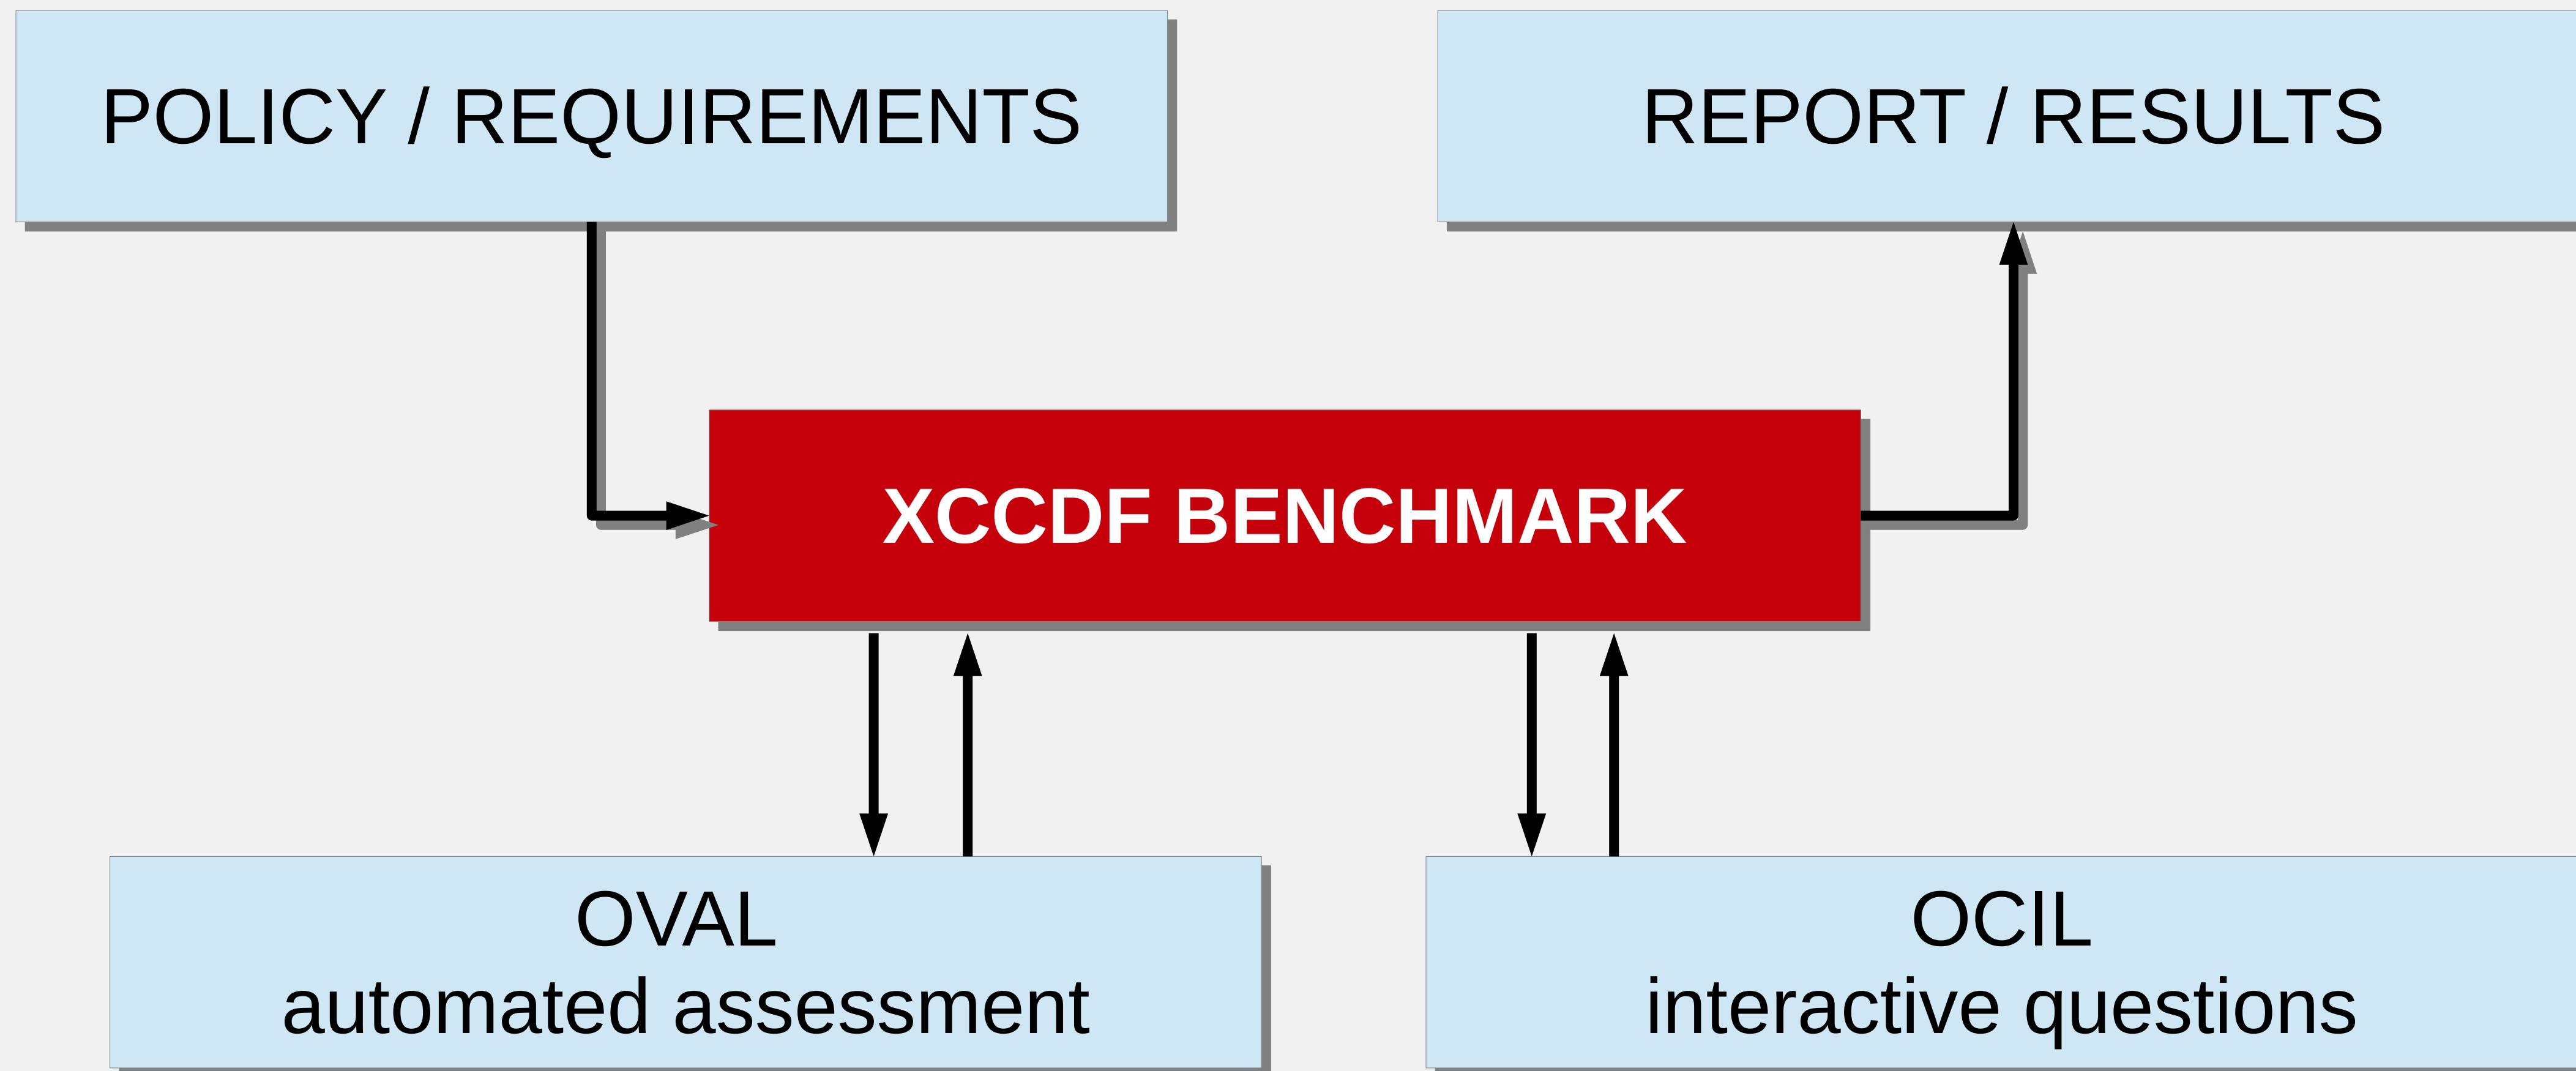 POLICY / REQUIREMENTS
REPORT / RESULTS
XCCDF BENCHMARK
OVAL
automated assessment
OCIL
interactive questions